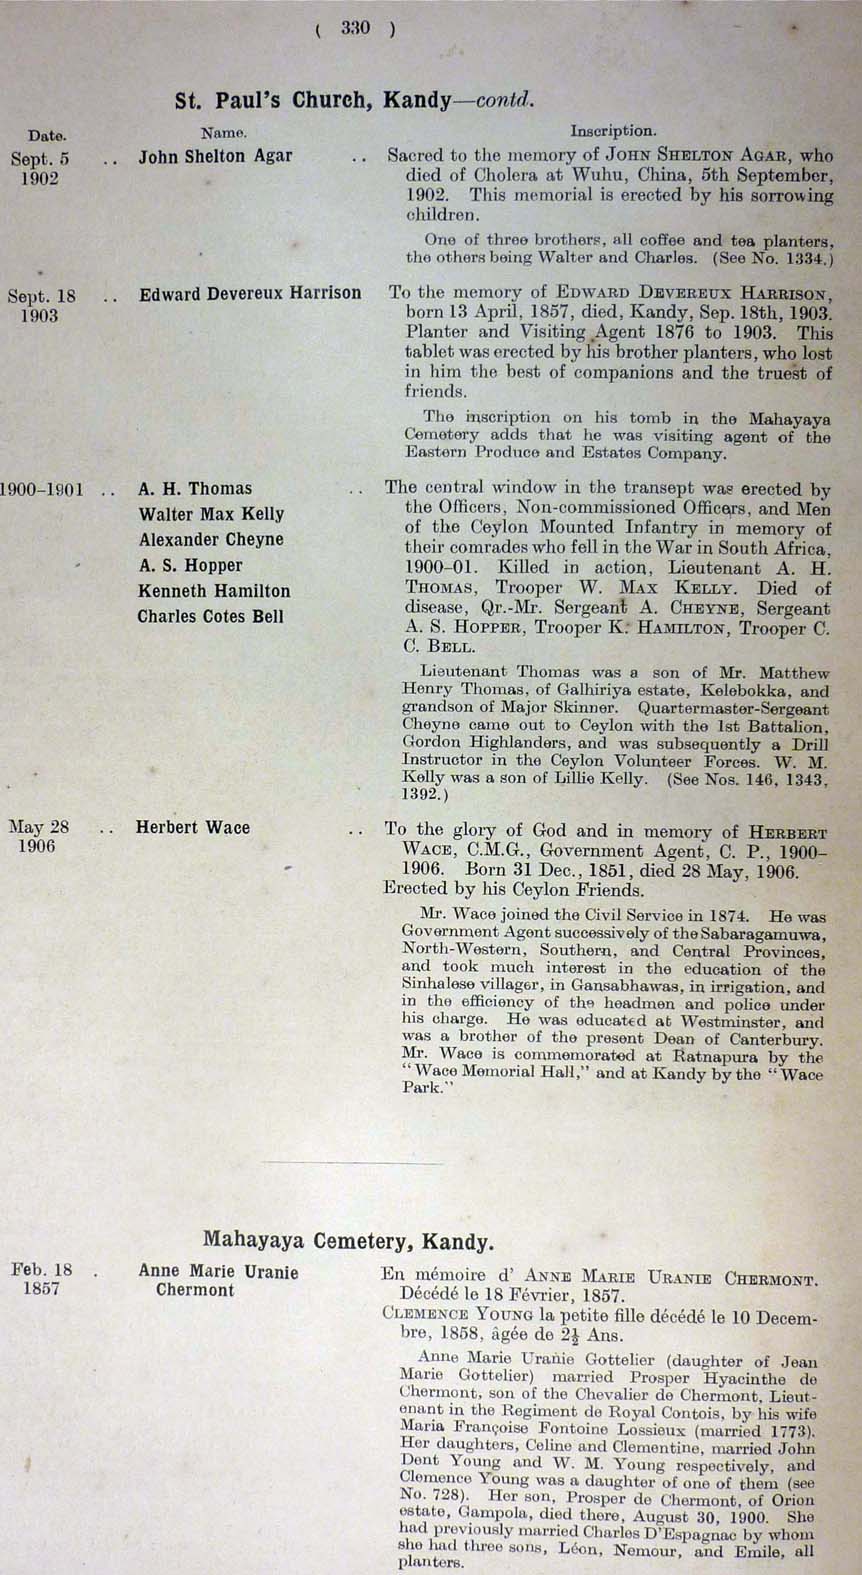 ( 330 )
St. Paul's Church, Kandy—contd.
Date. Name. Inscription.
Sept. 5 .. John Shelton Agar .. Sacred to the memory of JOHN SHELTON AGAR, who
1902 died of Cholera at Wuhu, China, 5th September,
1902. This memorial is erected by his sorrowing
children.
One of three brothers, all coffee and tea planters,
the others being Walter and Charles. (See No. 1334.)
Sept. 18 .. Edward Devereux Harrison To the memory of EDWARD DEVEREUX HARRISON,
1903 born 13 April, 1857, died, Kandy, Sep. 18th, 1903.
Planter and Visiting Agent 1876 to 1903. This
tablet was erected by his brother planters, who lost
in him the best of companions and the truest of
friends.
The inscription on his tomb in the Mahayaya
Cemetery adds that he was visiting agent of the
Eastern Produce and Estates Company.
1900–1901 .. A. H. Thomas .. The central window in the transept was erected by
Walter Max Kelly the Officers, Non-commissioned Officers, and Men
Alexander Cheyne of the Ceylon Mounted Infantry in memory of
their comrades who fell in the War in South Africa,
A. S. Hopper 1900–01. Killed in action, Lieutenant A. H.
Kenneth Hamilton THOMAS, Trooper W. MAX KELLY. Died of
Charles Cotes Bell disease, Qr.-Mr. Sergeant A. CHEYNE, Sergeant
A. S. HOPPER, Trooper K. HAMILTON, Trooper C.
C. BELL.
Lieutenant Thomas was a son of Mr. Matthew
Henry Thomas, of Galhiriya estate, Kelebokka, and
grandson of Major Skinner. Quartermaster-Sergeant
Cheyne came out to Ceylon with the 1st Battalion,
Gordon Highlanders, and was subsequently a Drill
Instructor in the Ceylon Volunteer Forces. W. M.
Kelly was a son of Lillie Kelly. (See Nos. 146, 1343,
1392.)
May 28 .. Herbert Wace .. To the glory of God and in memory of HERBERT
1906 WACE, C.M.G., Government Agent, C. P., 1900–
1906. Born 31 Dec., 1851, died 28 May, 1906.
Erected by his Ceylon Friends.
Mr. Wace joined the Civil Service in 1874. He was
Government Agent successively of the Sabaragamuwa,
North-Western, Southern, and Central Provinces,
and took much interest in the education of the
Sinhalese villager, in Gansabhawas, in irrigation, and
in the efficiency of the headmen and police under
his charge. He was educated at Westminster, and
was a brother of the present Dean of Canterbury.
Mr. Wace is commemorated at Ratnapura by the
"Wace Memorial Hall," and at Kandy by the "Wace
Park."
Mahayaya Cemetery, Kandy.
Feb. 18 . Anne Marie Uranie En mémoire d' ANNE MARIE URANIE CHERMONT.
1857 Chermont Décédé le 18 Février, 1857.
CLEMENCE YOUNG la petite fille décédé le 10 Decem-
bre, 1858, âgée de 2½ Ans.
Anne Marie Uranie Gottelier (daughter of Jean
Marie Gottelier) married Prosper Hyacinthe de
Chermont, son of the Chevalier de Chermont, Lieut-
enant in the Regiment de Royal Contois, by his wife
Maria Françoise Fontoine Lossieux (married 1773).
Her daughters, Celine and Clementine, married John
Dent Young and W. M. Young respectively, and
Clemence Young was a daughter of one of them (see
No. 728). Her son, Prosper de Chermont, of Orion
estate, Gampola, died there, August 30, 1900. She
had previously married Charles D'Espagnac by whom
she had three sons, Léon, Nemour, and Emile, all
planters.